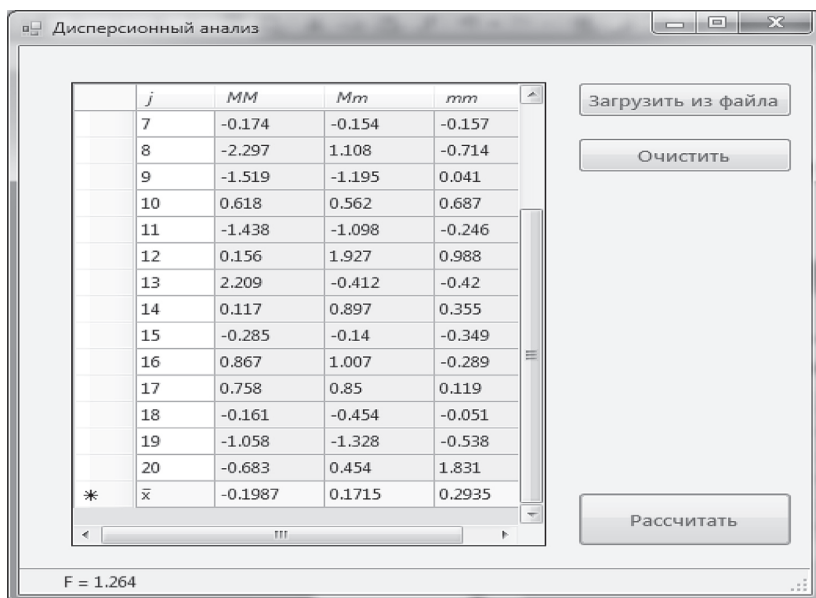 Дисперсионный анализ
j MM Mm mm
7 -0.174 -0.154 -0.157
8 -2.297 1.108 -0.714
9 -1.519 -1.195 0.041
10 0.618 0.562 0.687
11 -1.438 -1.098 -0.246
12 0.156 1.927 0.988
13 2.209 -0.412 -0.42
14 0.117 0.897 0.355
15 -0.285 -0.14 -0.349
16 0.867 1.007 -0.289
17 0.758 0.85 0.119
18 -0.161 -0.454 -0.051
19 -1.058 -1.328 -0.538
20 -0.683 0.454 1.831
x̄ -0.1987 0.1715 0.2935
Загрузить из файла
Очистить
Рассчитать
F = 1.264